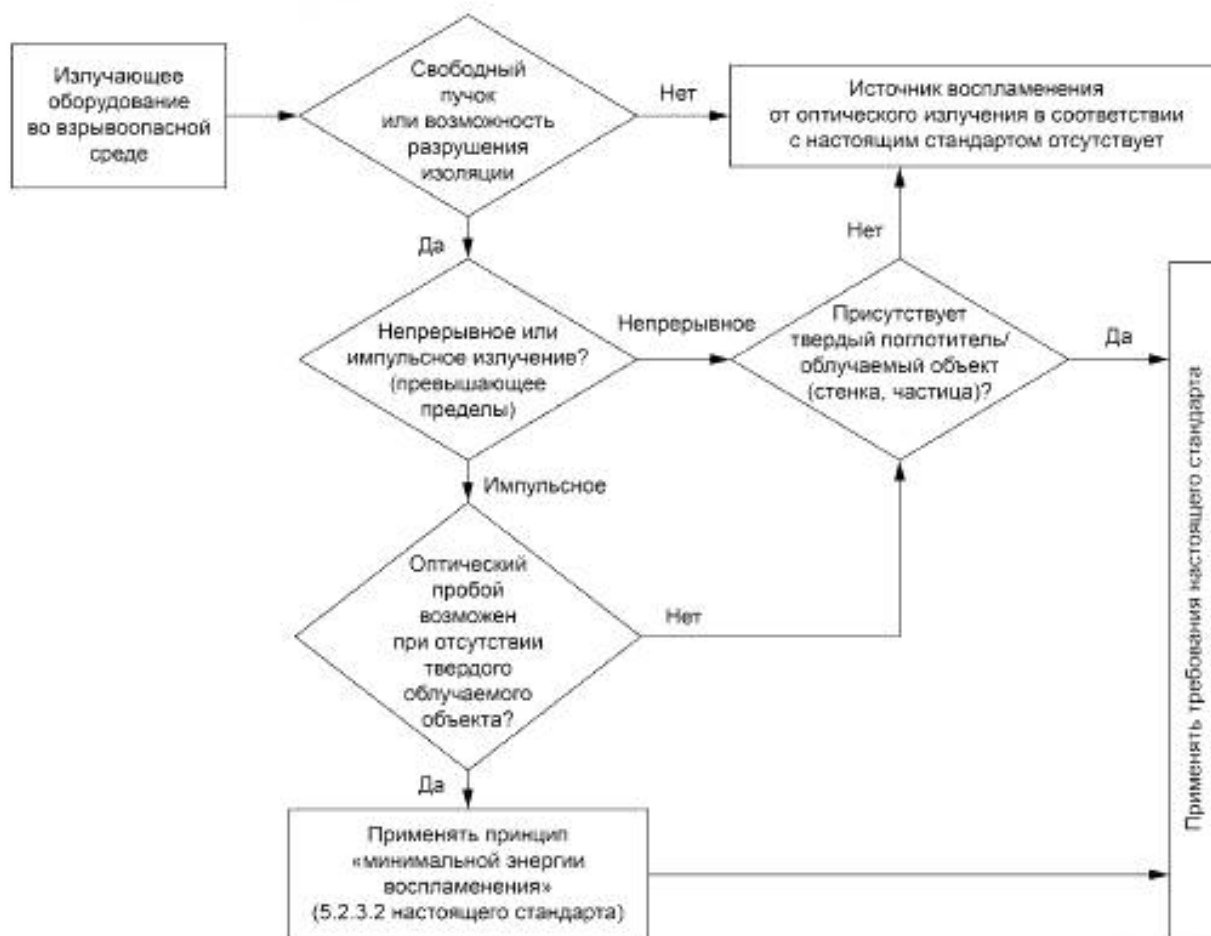 Излучающее
оборудование
во взрывоопасной
среде
Свободный
пучок
или возможность
разрушения
изоляции
Нет
Источник воспламенения
от оптического излучения в соответствии
с настоящим стандартом отсутствует
Да
Нет
Непрерывное или
импульсное излучение?
(превышающее
пределы)
Непрерывное
Присутствует
твердый поглотитель/
облучаемый объект
(стенка, частица)?
Да
Импульсное
Оптический
пробой
возможен
при отсутствии
твердого
облучаемого
объекта?
Нет
Да
Применять принцип
«минимальной энергии
воспламенения»
(5.2.3.2 настоящего стандарта)
Применять требования настоящего стандарта